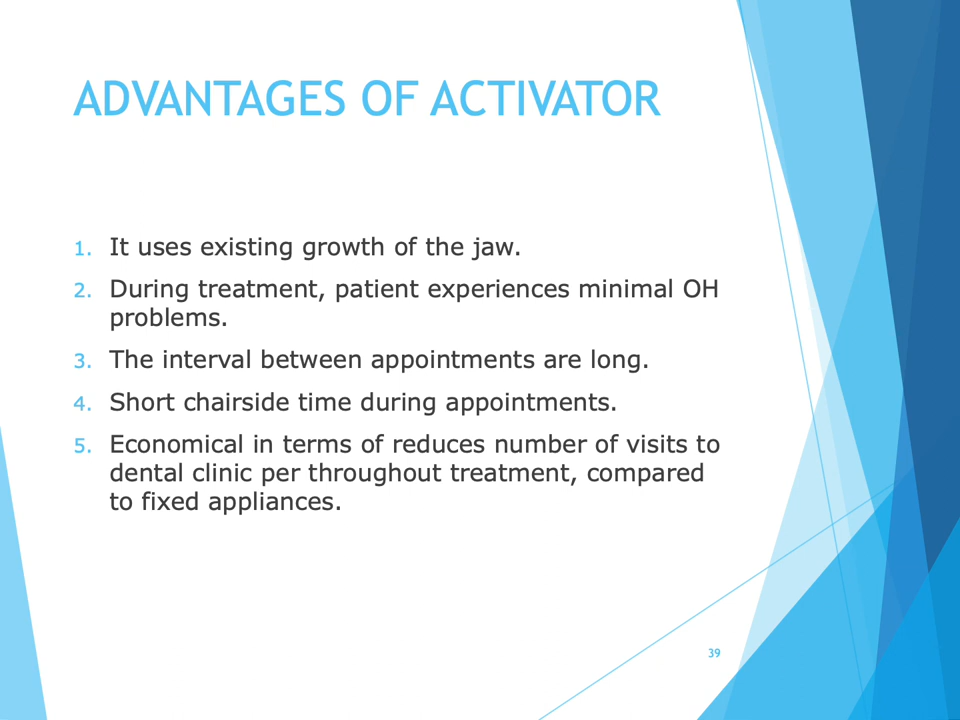 ADVANTAGES OF ACTIVATOR
1. It uses existing growth of the jaw.
2. During treatment, patient experiences minimal OH
problems.
3. The interval between appointments are long.
4. Short chairside time during appointments.
5. Economical in terms of reduces number of visits to
dental clinic per throughout treatment, compared
to fixed appliances.
39